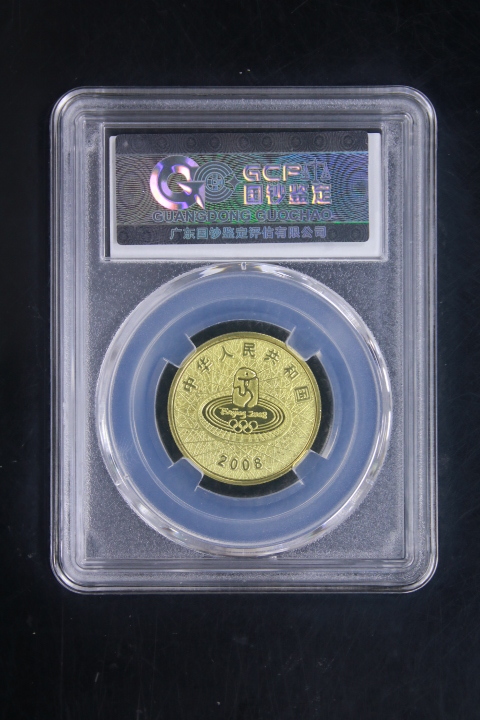 GC GCF
国钞鉴定
GUANGDONG GUOCHAO
广东国钞鉴定评估有限公司
中华人民共和国
Beijing 2008
2008